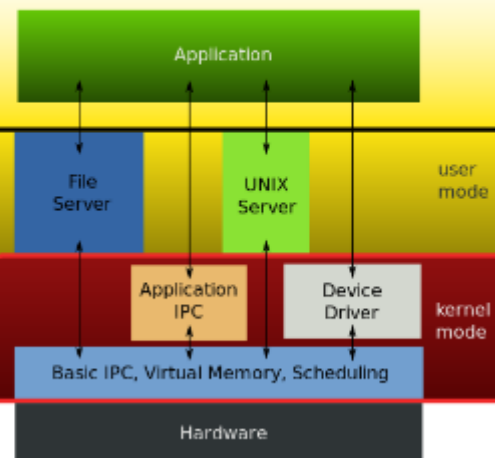 Application
File
Server
UNIX
Server
user
mode
Application
IPC
Device
Driver
kernel
mode
Basic IPC, Virtual Memory, Scheduling
Hardware